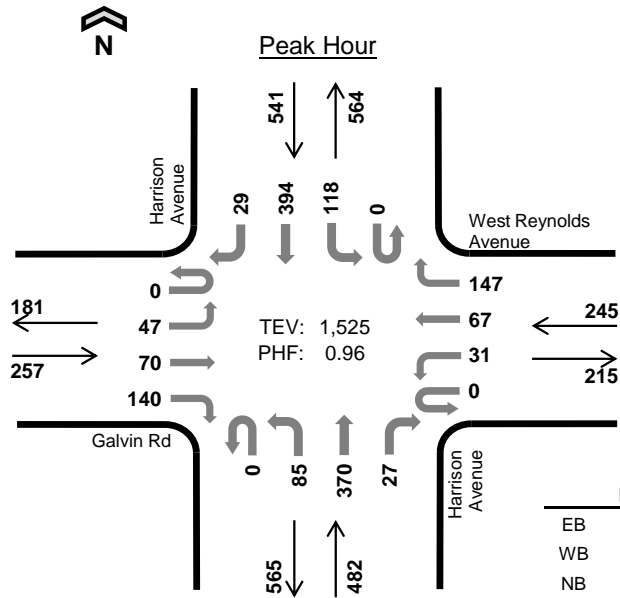 N
Peak Hour
541
564
Harrison
Avenue
29
394
118
0
West Reynolds
Avenue
147
67
31
0
245
215
181
257
0
47
70
140
TEV: 1,525
PHF: 0.96
Galvin Rd
0
85
370
27
Harrison
Avenue
565
482
EB
WB
NB